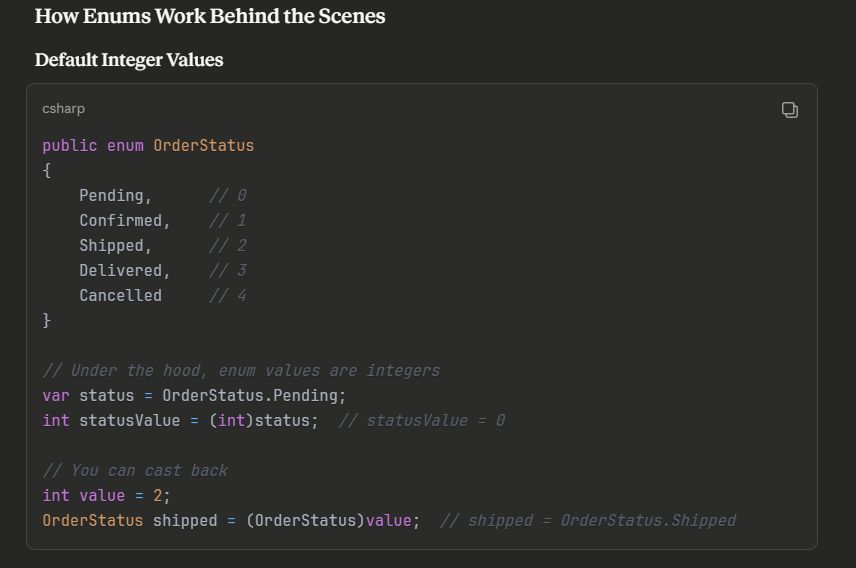 How Enums Work Behind the Scenes
Default Integer Values
csharp
public enum OrderStatus
{
    Pending,      // 0
    Confirmed,    // 1
    Shipped,      // 2
    Delivered,    // 3
    Cancelled     // 4
}
// Under the hood, enum values are integers
var status = OrderStatus.Pending;
int statusValue = (int)status;  // statusValue = 0
// You can cast back
int value = 2;
OrderStatus shipped = (OrderStatus)value;  // shipped = OrderStatus.Shipped